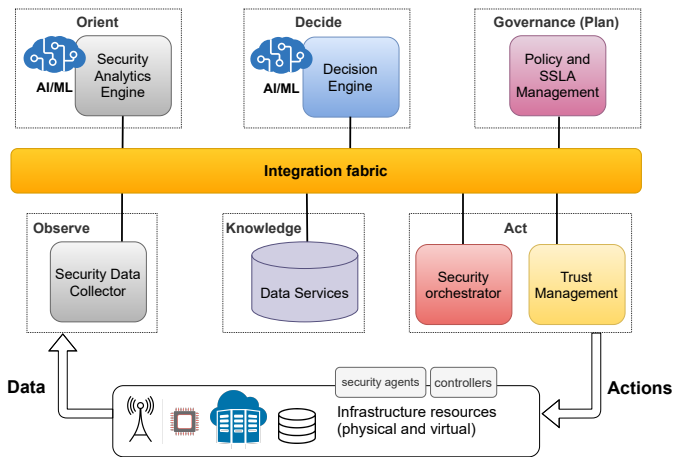 Orient
Decide
Governance (Plan)
AI/ML
Security
Analytics
Engine
AI/ML
Decision
Engine
Policy and
SSLA
Management
Integration fabric
Observe
Security Data
Collector
Knowledge
Data Services
Act
Security
orchestrator
Trust
Management
Data
security agents
controllers
Infrastructure resources
(physical and virtual)
Actions